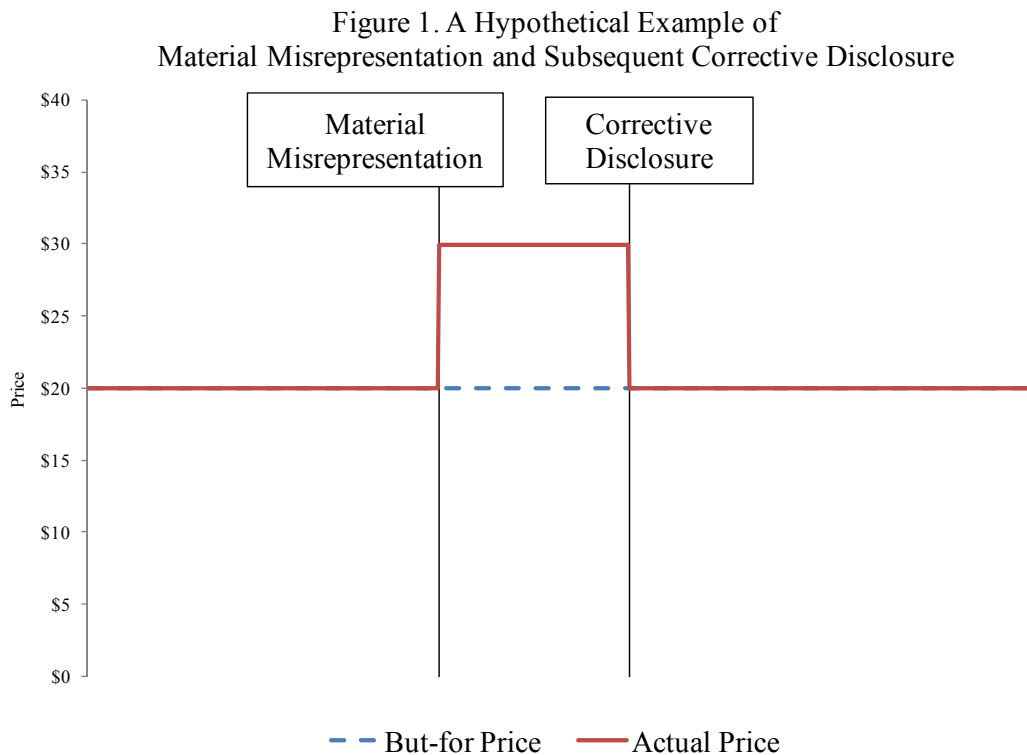 Figure 1. A Hypothetical Example of
Material Misrepresentation and Subsequent Corrective Disclosure
$40
Material
Misrepresentation
Corrective
Disclosure
$35
$30
$25
$20
$15
$10
$5
$0
Price
But-for Price
Actual Price